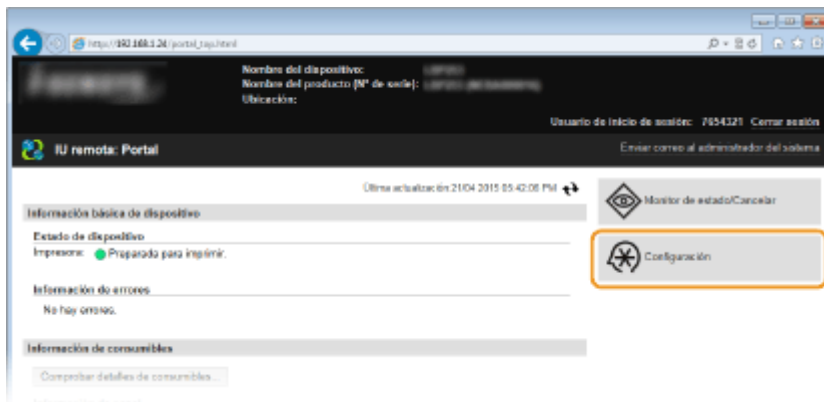 http://192.168.1.24/portal_top.html
Nombre del dispositivo:
Nombre del producto (Nº de serie):
Ubicación:
Usuario de inicio de sesión: 7654321 Cerrar sesión
IU remota: Portal
Enviar correo al administrador del sistema
Última actualización:21/04 2015 05:42:06 PM
Monitor de estado/Cancelar
Información básica de dispositivo
Estado de dispositivo
Impresora: Preparada para imprimir.
Configuración
Información de errores
No hay errores.
Información de consumibles
Comprobar detalles de consumibles...